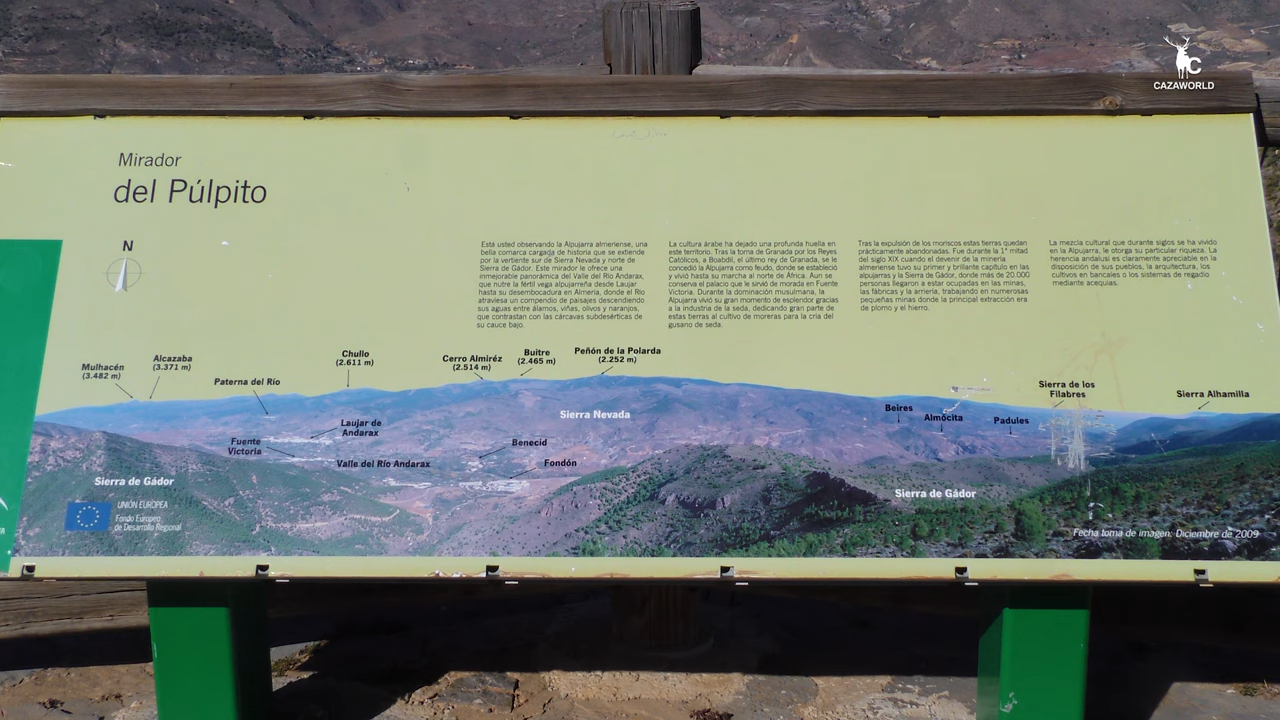 CAZAWORLD
Mirador
del Púlpito
N
Está usted observando la Alpujarra almeriense, una
bella comarca cargada de historia que se extiende
por la vertiente sur de Sierra Nevada y norte de
Sierra de Gádor. Este mirador le ofrece una
inmejorable panorámica del Valle del Río Andarax,
que nutre la fértil vega alpujarreña desde Laujar
hasta su desembocadura en Almería, donde el Río
atraviesa un compendio de paisajes descendiendo
sus aguas entre álamos, viñas, olivos y naranjos,
que contrastan con las cárcavas subdesérticas de
su cauce bajo.
La cultura árabe ha dejado una profunda huella en
este territorio. Tras la toma de Granada por los Reyes
Católicos, a Boabdil, el último rey de Granada, se le
concedió la Alpujarra como feudo, donde se estableció
y vivió hasta su marcha al norte de África. Aun se
conserva el palacio que le sirvió de morada en Fuente
Victoria. Durante la dominación musulmana, la
Alpujarra vivió su gran momento de esplendor gracias
a la industria de la seda, dedicando gran parte de
estas tierras al cultivo de moreras para la cría del
gusano de seda.
Tras la expulsión de los moriscos estas tierras quedan
prácticamente abandonadas. Fue durante la 1ª mitad
del siglo XIX cuando el devenir de la minería
almeriense tuvo su primer y brillante capítulo en las
alpujarras y la Sierra de Gádor, donde más de 20.000
personas llegaron a estar ocupadas en las minas,
las fábricas y la arriería, trabajando en numerosas
pequeñas minas donde la principal extracción era
de plomo y el hierro.
La mezcla cultural que durante siglos se ha vivido
en la Alpujarra, le otorga su particular riqueza. La
herencia andalusí es claramente apreciable en la
disposición de sus pueblos, la arquitectura, los
cultivos en bancales o los sistemas de regadío
mediante acequias.
Mulhacén
(3.482 m)
Alcazaba
(3.371 m)
Paterna del Río
Chullo
(2.611 m)
Cerro Almiréz
(2.514 m)
Buitre
(2.465 m)
Peñón de la Polarda
(2.252 m)
Sierra de los
Filabres
Sierra Alhamilla
Sierra Nevada
Beires
Almócita
Padules
Laujar de
Andarax
Fuente
Victoria
Benecid
Valle del Río Andarax
Fondón
Sierra de Gádor
Sierra de Gádor
UNIÓN EUROPEA
Fondo Europeo
de Desarrollo Regional
Fecha toma de imagen: Diciembre de 2009